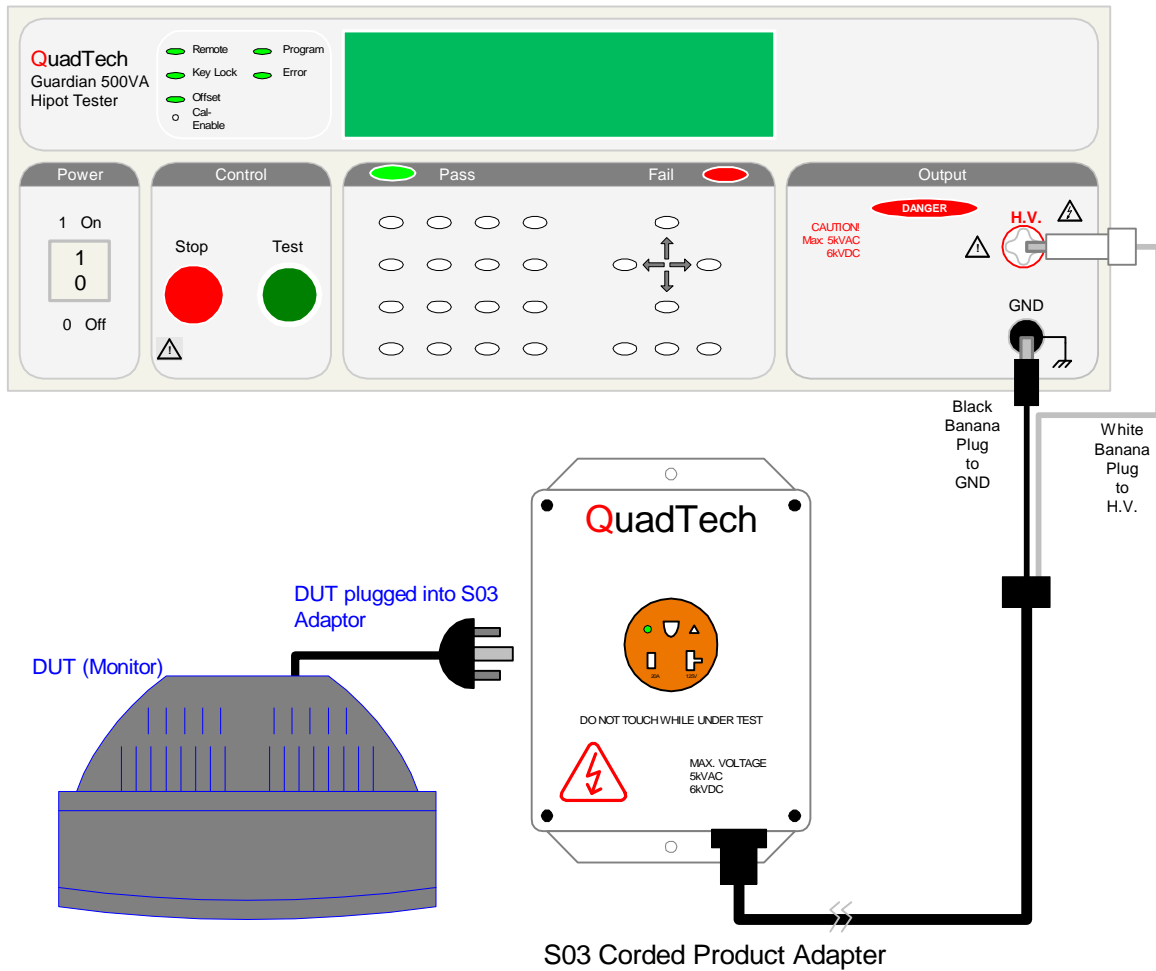 QuadTech
Guardian 500VA
Hipot Tester
Remote
Program
Key Lock
Error
Offset
Cal-
Enable
Power
Control
Pass
Fail
Output
1 On
1
0
0 Off
Stop
Test
DANGER
CAUTION!
Max: 5kVAC
6kVDC
H.V.
GND
Black
Banana
Plug
to
GND
White
Banana
Plug
to
H.V.
QuadTech
DUT plugged into S03
Adaptor
DUT (Monitor)
20A
125V
DO NOT TOUCH WHILE UNDER TEST
MAX. VOLTAGE
5kVAC
6kVDC
S03 Corded Product Adapter